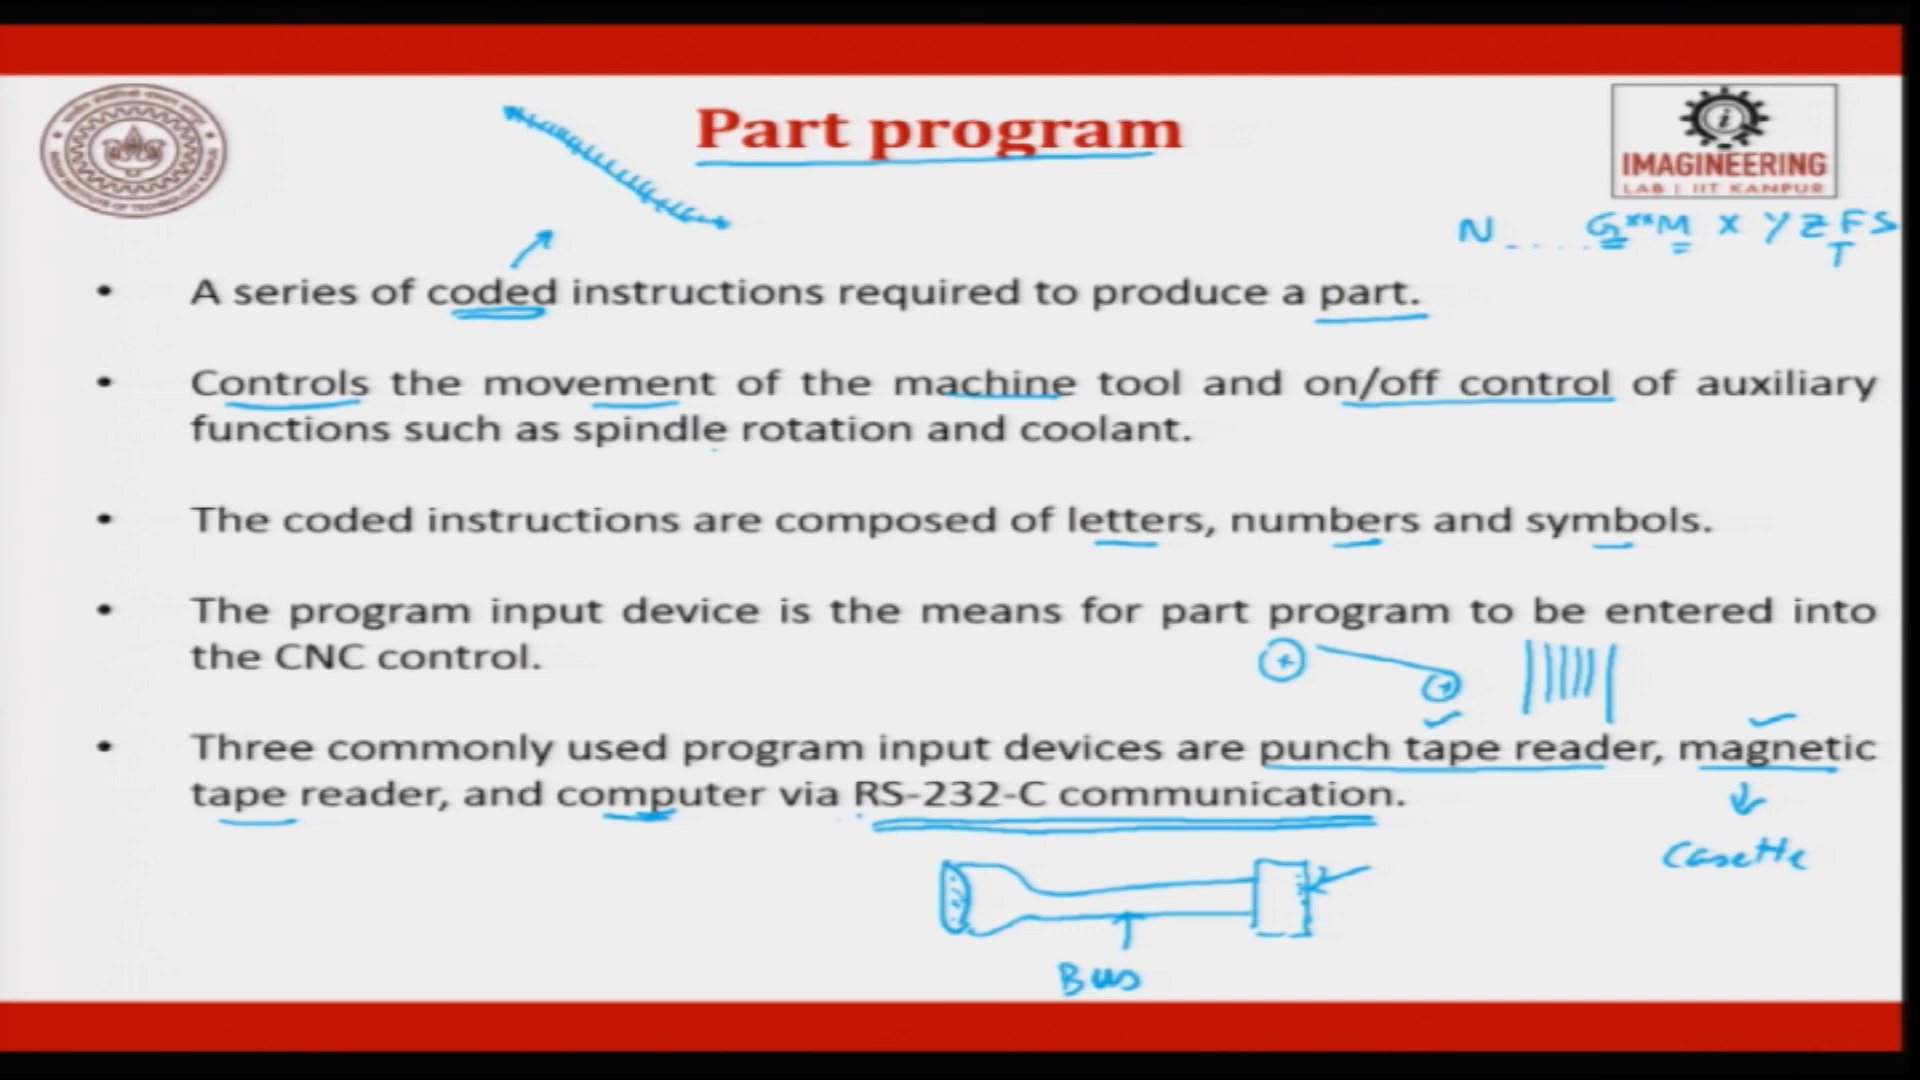 Part program
IMAGINEERING
LAB | IIT KANPUR
N .... G**M X Y Z F S
T
• A series of coded instructions required to produce a part.
• Controls the movement of the machine tool and on/off control of auxiliary
functions such as spindle rotation and coolant.
• The coded instructions are composed of letters, numbers and symbols.
• The program input device is the means for part program to be entered into
the CNC control.
• Three commonly used program input devices are punch tape reader, magnetic
tape reader, and computer via RS-232-C communication.
Casette
Bus